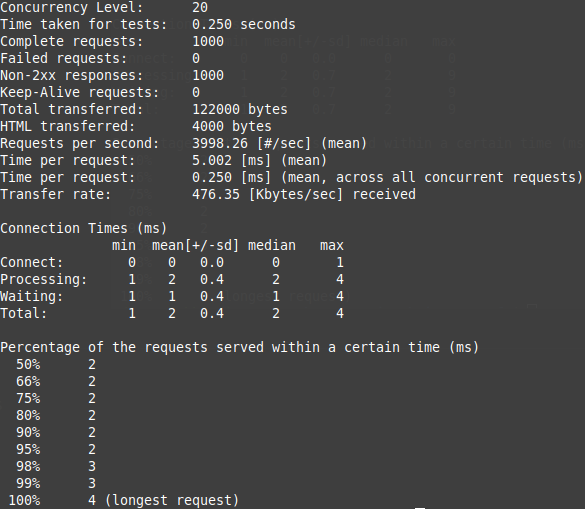 Concurrency Level:      20
Time taken for tests:   0.250 seconds
Complete requests:      1000
Failed requests:        0
Non-2xx responses:      1000
Keep-Alive requests:    0
Total transferred:      122000 bytes
HTML transferred:       4000 bytes
Requests per second:    3998.26 [#/sec] (mean)
Time per request:       5.002 [ms] (mean)
Time per request:       0.250 [ms] (mean, across all concurrent requests)
Transfer rate:          476.35 [Kbytes/sec] received

Connection Times (ms)
              min  mean[+/-sd] median   max
Connect:        0    0   0.0      0       1
Processing:     1    2   0.4      2       4
Waiting:        1    1   0.4      1       4
Total:          1    2   0.4      2       4

Percentage of the requests served within a certain time (ms)
  50%      2
  66%      2
  75%      2
  80%      2
  90%      2
  95%      2
  98%      3
  99%      3
 100%      4 (longest request)